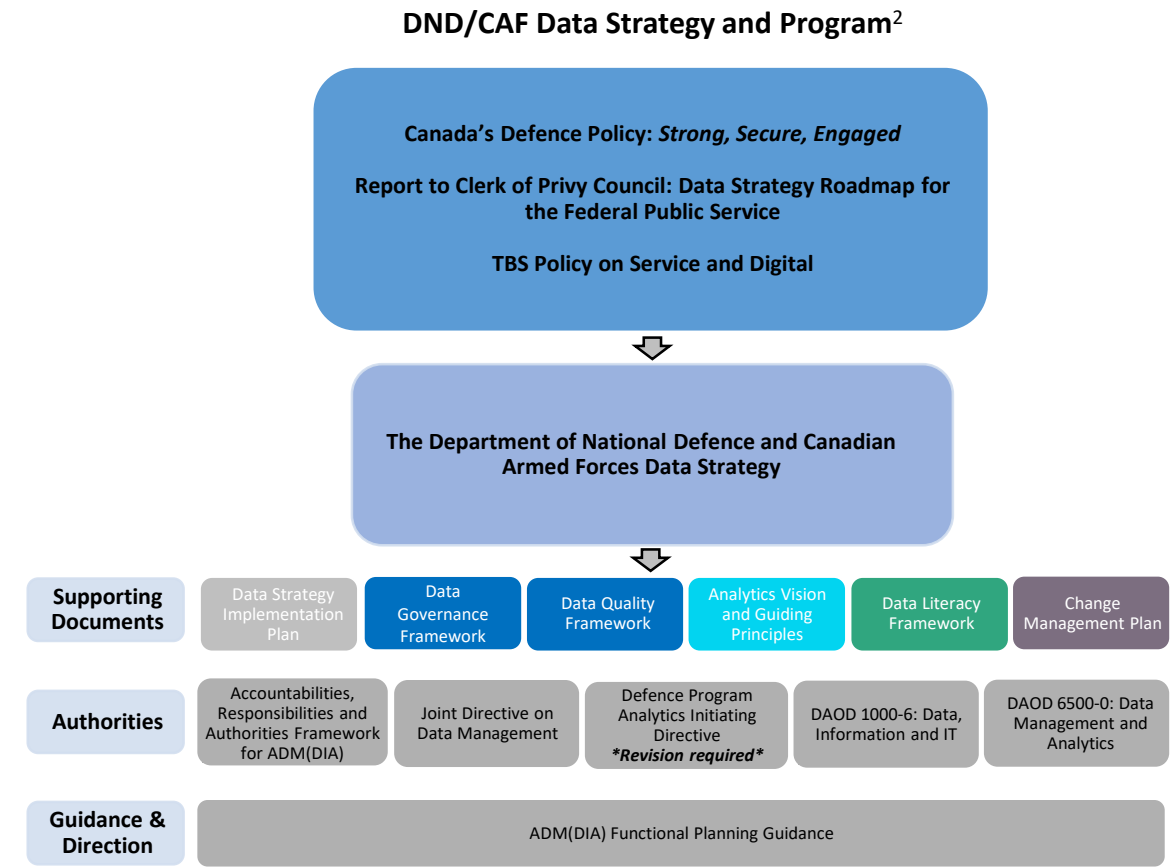 DND/CAF Data Strategy and Program2
Canada’s Defence Policy: Strong, Secure, Engaged
Report to Clerk of Privy Council: Data Strategy Roadmap for
the Federal Public Service
TBS Policy on Service and Digital
The Department of National Defence and Canadian
Armed Forces Data Strategy
Supporting
Documents
Data Strategy
Implementation
Plan
Data
Governance
Framework
Data Quality
Framework
Analytics Vision
and Guiding
Principles
Data Literacy
Framework
Change
Management Plan
Authorities
Accountabilities,
Responsibilities and
Authorities Framework
for ADM(DIA)
Joint Directive on
Data Management
Defence Program
Analytics Initiating
Directive
*Revision required*
DAOD 1000-6: Data,
Information and IT
DAOD 6500-0: Data
Management and
Analytics
Guidance &
Direction
ADM(DIA) Functional Planning Guidance